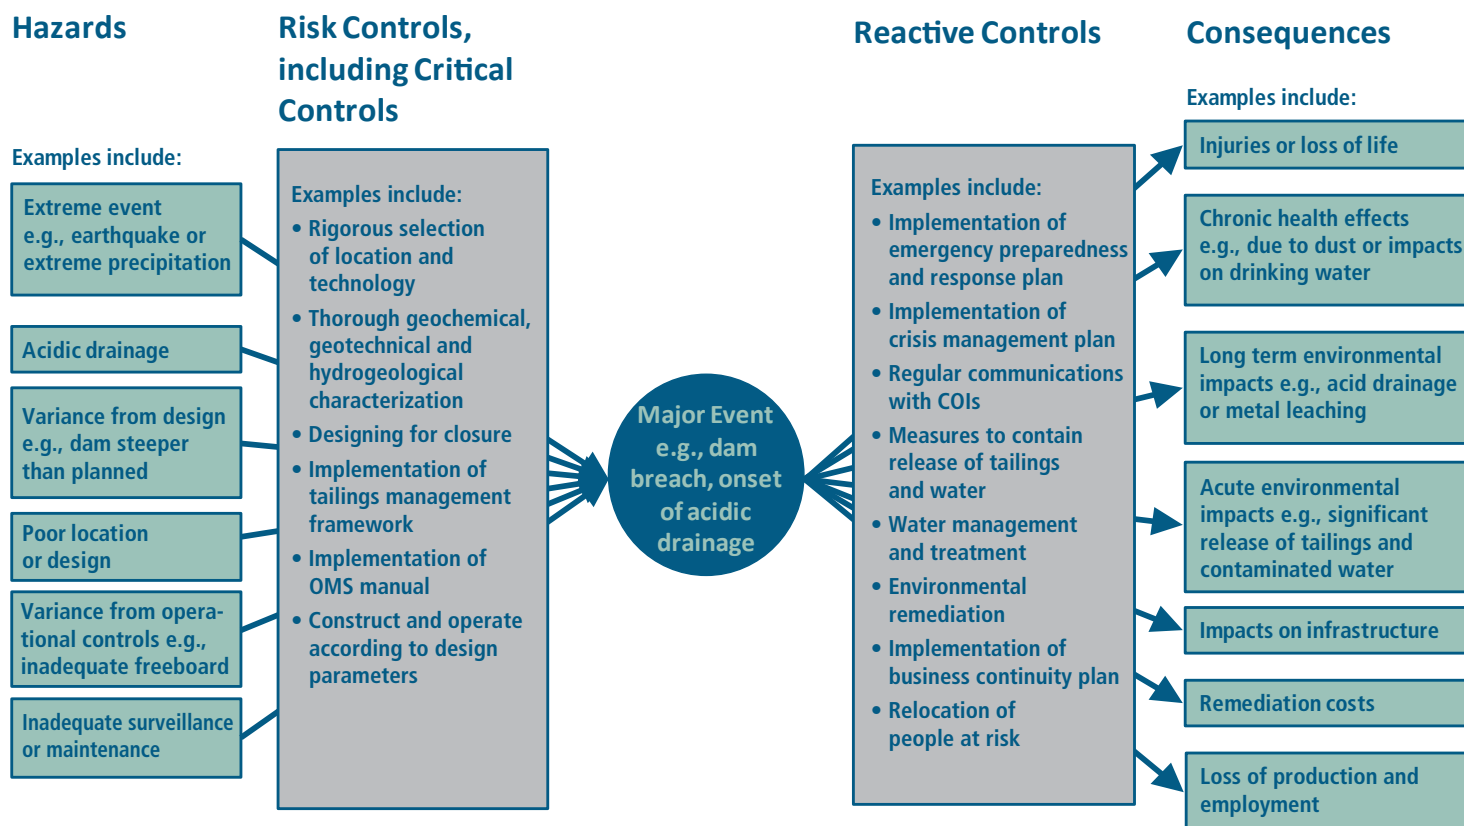 Hazards
Examples include:
Extreme event
e.g., earthquake or
extreme precipitation
Acidic drainage
Variance from design
e.g., dam steeper
than planned
Poor location
or design
Variance from opera-
tional controls e.g.,
inadequate freeboard
Inadequate surveillance
or maintenance
Risk Controls,
including Critical
Controls
Examples include:
• Rigorous selection
of location and
technology
• Thorough geochemical,
geotechnical and
hydrogeological
characterization
• Designing for closure
• Implementation of
tailings management
framework
• Implementation of
OMS manual
• Construct and operate
according to design
parameters
Major Event
e.g., dam
breach, onset
of acidic
drainage
Reactive Controls
Examples include:
• Implementation of
emergency preparedness
and response plan
• Implementation of
crisis management plan
• Regular communications
with COIs
• Measures to contain
release of tailings
and water
• Water management
and treatment
• Environmental
remediation
• Implementation of
business continuity plan
• Relocation of
people at risk
Consequences
Examples include:
Injuries or loss of life
Chronic health effects
e.g., due to dust or impacts
on drinking water
Long term environmental
impacts e.g., acid drainage
or metal leaching
Acute environmental
impacts e.g., significant
release of tailings and
contaminated water
Impacts on infrastructure
Remediation costs
Loss of production and
employment